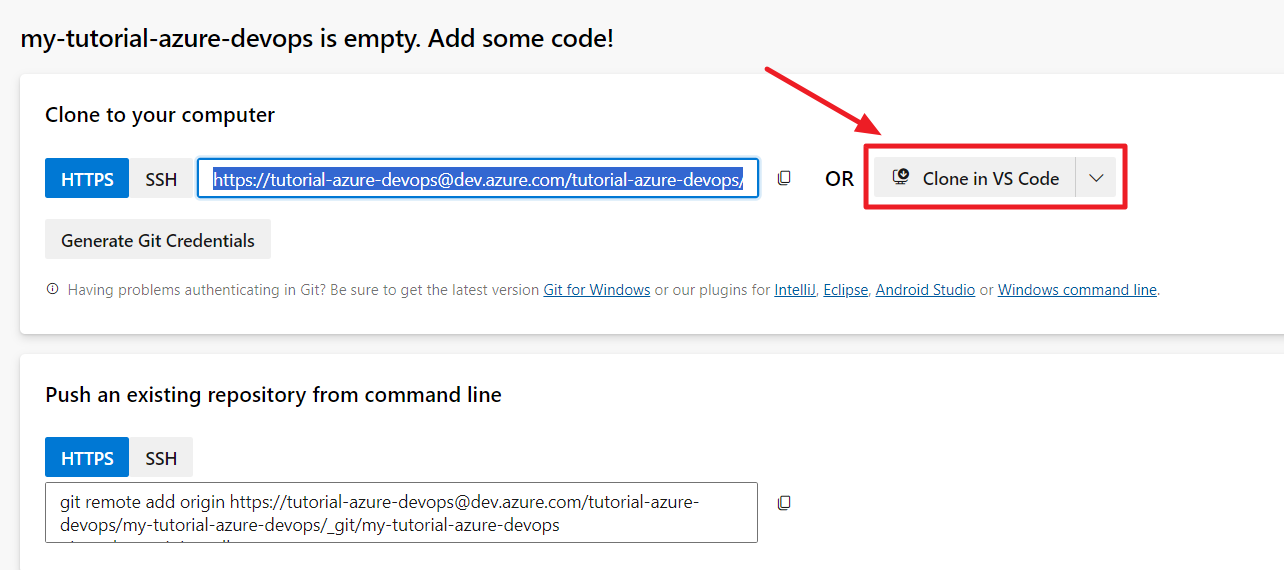 my-tutorial-azure-devops is empty. Add some code!
Clone to your computer
HTTPS SSH https://tutorial-azure-devops@dev.azure.com/tutorial-azure-devops/ OR Clone in VS Code
Generate Git Credentials
Having problems authenticating in Git? Be sure to get the latest version Git for Windows or our plugins for IntelliJ, Eclipse, Android Studio or Windows command line.
Push an existing repository from command line
HTTPS SSH
git remote add origin https://tutorial-azure-devops@dev.azure.com/tutorial-azure-
devops/my-tutorial-azure-devops/_git/my-tutorial-azure-devops